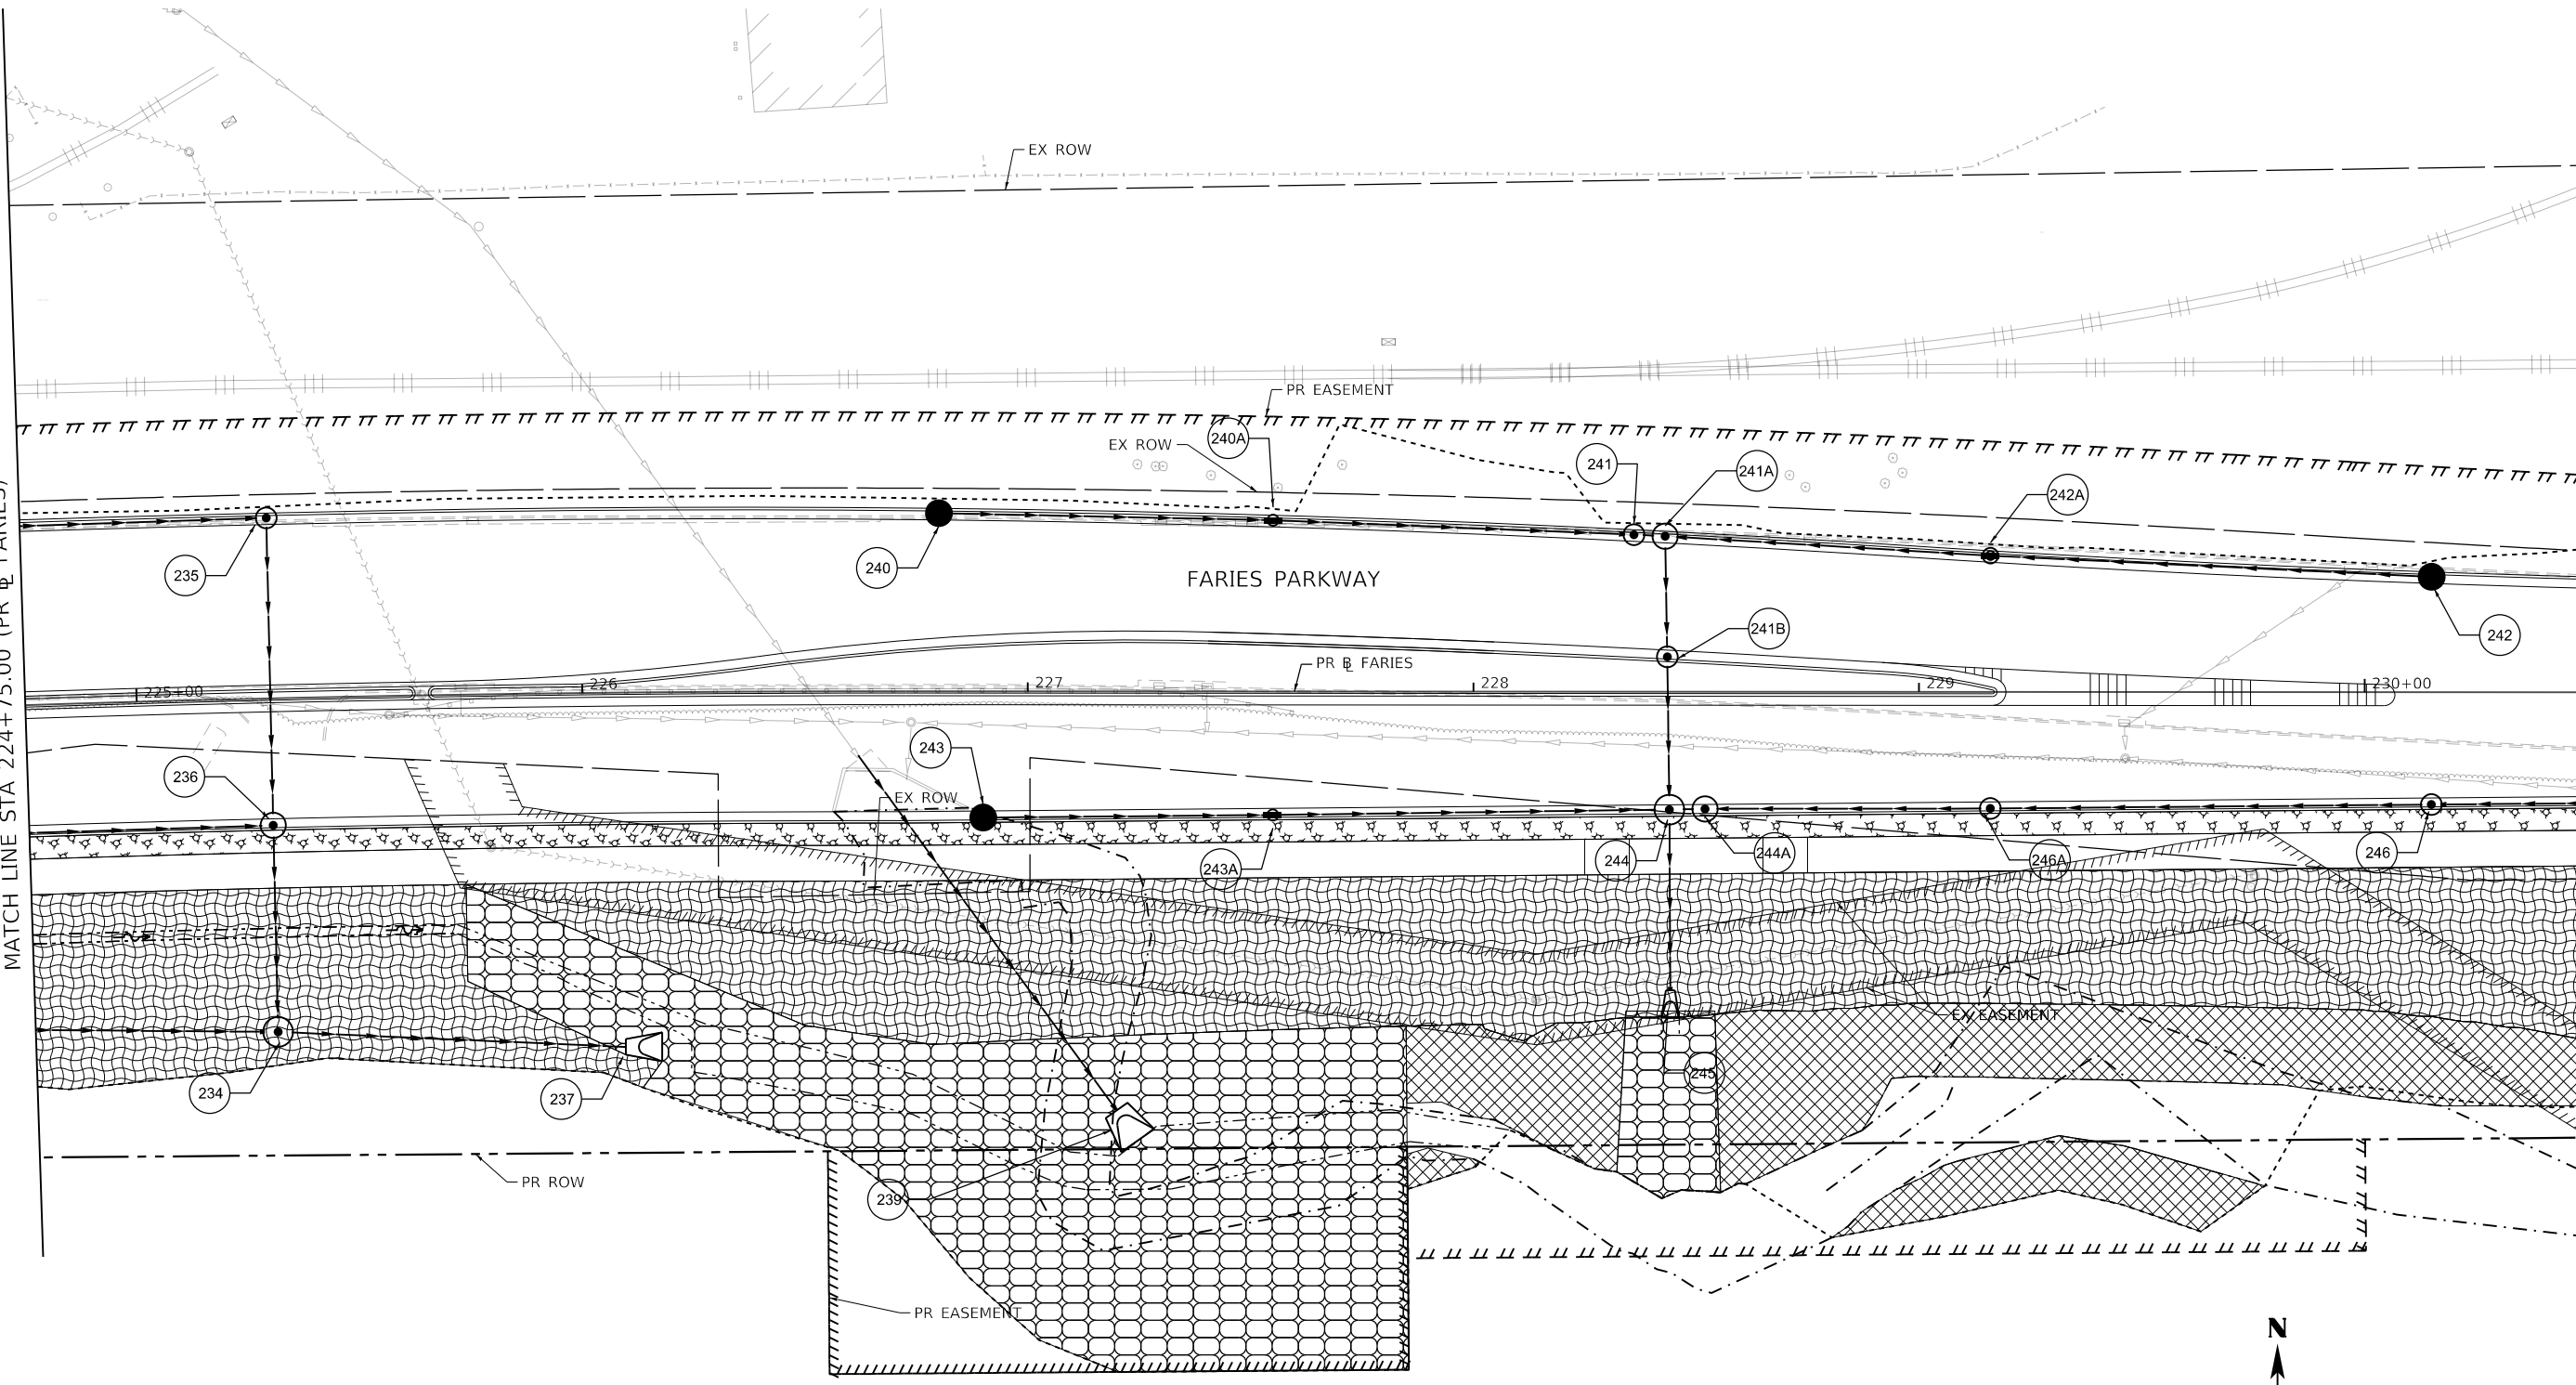 EX ROW
PR EASEMENT
240A
EX ROW
241
241A
242A
235
240
FARIES PARKWAY
241B
242
PR ⅊ FARIES
225+00
226
227
228
229
230+00
MATCH LINE STA 224+75.00 (PR ⅊ FARIES)
243
236
EX ROW
243A
244
244A
246A
246
EX EASEMENT
245
234
237
PR ROW
239
PR EASEMENT
N